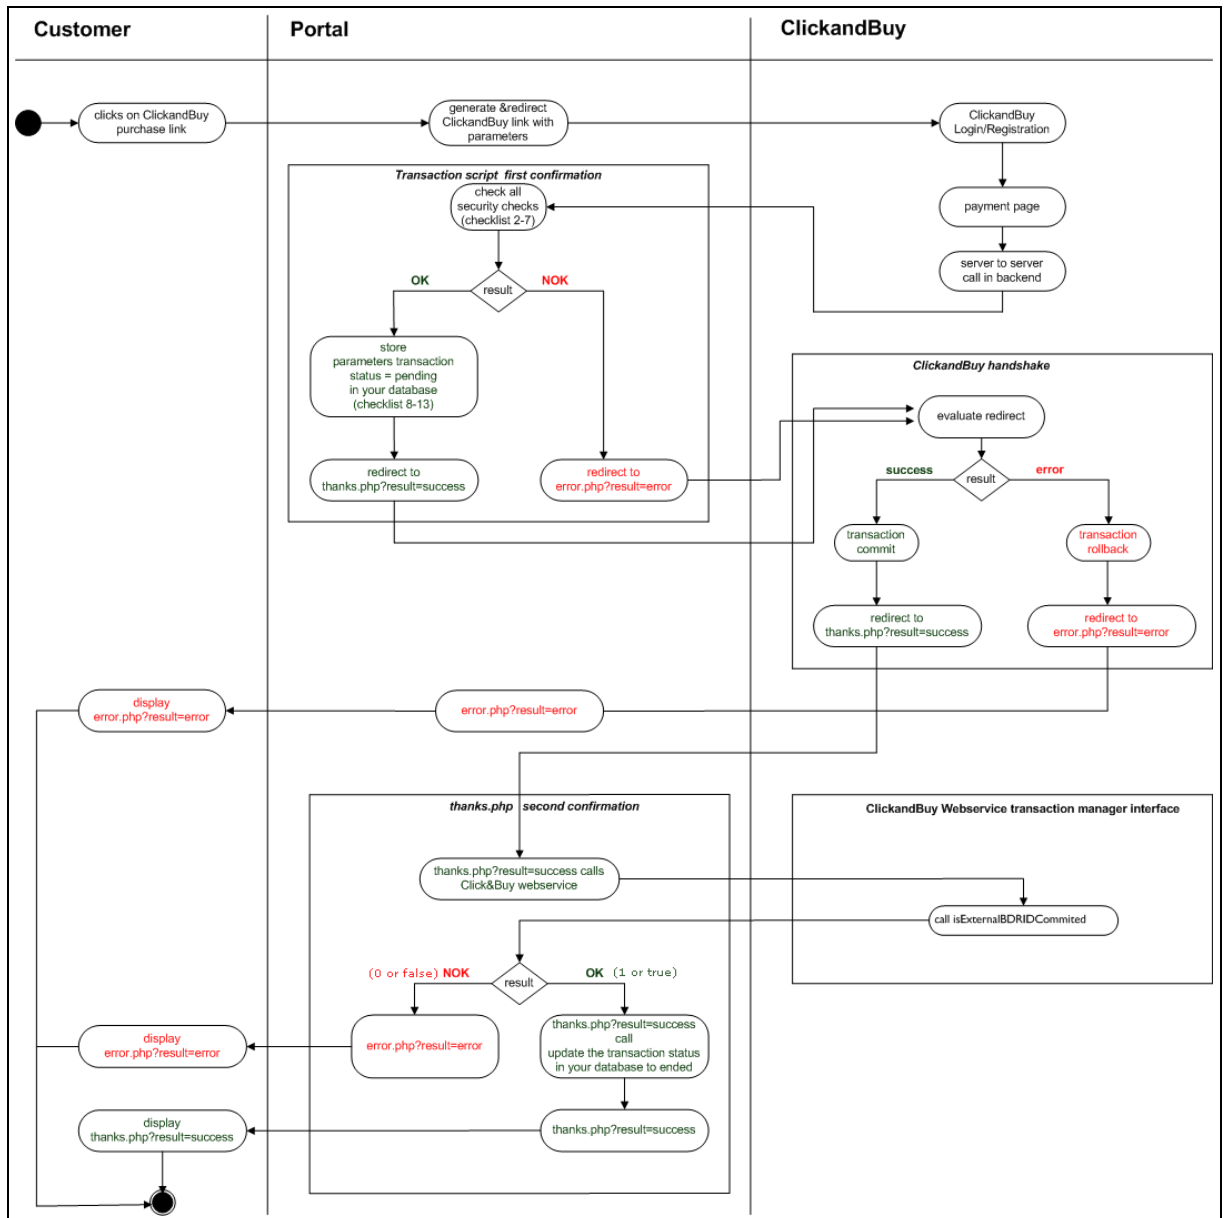 Customer
Portal
ClickandBuy
clicks on ClickandBuy
purchase link
generate &redirect
ClickandBuy link with
parameters
ClickandBuy
Login/Registration
Transaction script first confirmation
check all
security checks
(checklist 2-7)
payment page
server to server
call in backend
OK
NOK
result
store
parameters transaction
status = pending
in your database
(checklist 8-13)
redirect to
thanks.php?result=success
redirect to
error.php?result=error
ClickandBuy handshake
evaluate redirect
success
error
result
transaction
commit
transaction
rollback
redirect to
thanks.php?result=success
redirect to
error.php?result=error
display
error.php?result=error
error.php?result=error
thanks.php second confirmation
ClickandBuy Webservice transaction manager interface
thanks.php?result=success calls
Click&Buy webservice
call isExternalBDRIDCommited
(0 or false) NOK
OK (1 or true)
result
display
error.php?result=error
error.php?result=error
thanks.php?result=success
call
update the transaction status
in your database to ended
display
thanks.php?result=success
thanks.php?result=success